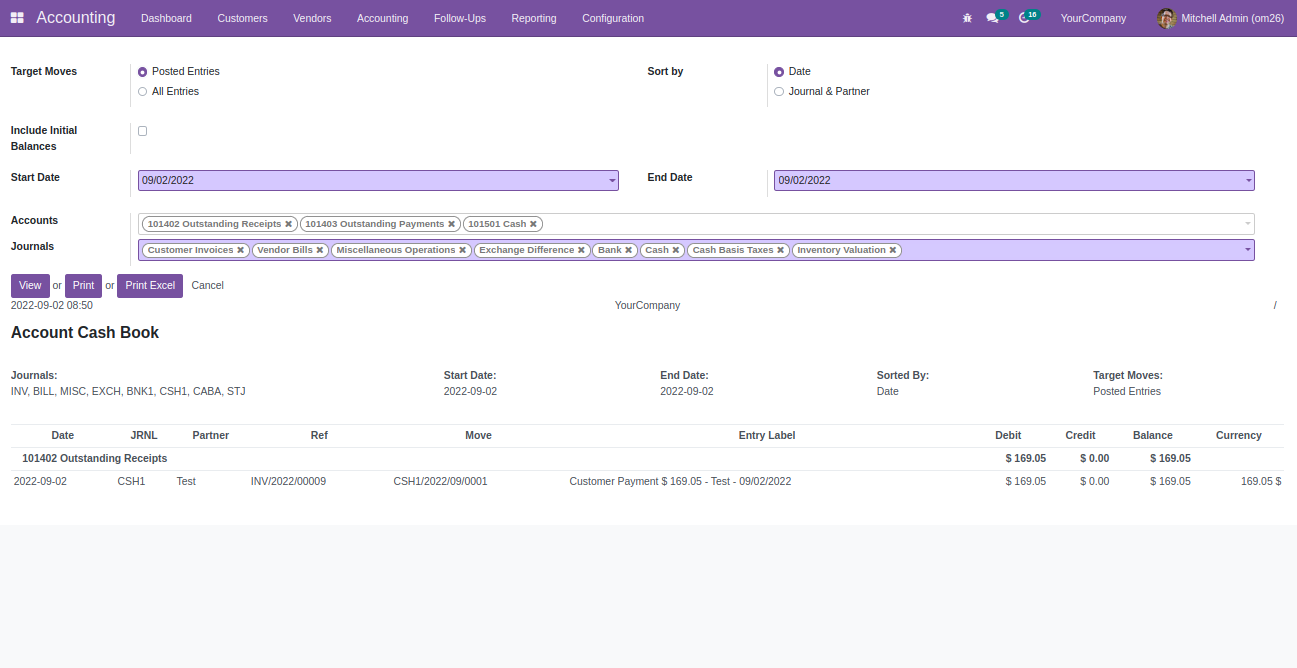 Accounting Dashboard Customers Vendors Accounting Follow-Ups Reporting Configuration 5 16 YourCompany Mitchell Admin (om26)
Target Moves Posted Entries Sort by Date
All Entries Journal & Partner
Include Initial
Balances
Start Date 09/02/2022 End Date 09/02/2022
Accounts 101402 Outstanding Receipts ✖ 101403 Outstanding Payments ✖ 101501 Cash ✖
Journals Customer Invoices ✖ Vendor Bills ✖ Miscellaneous Operations ✖ Exchange Difference ✖ Bank ✖ Cash ✖ Cash Basis Taxes ✖ Inventory Valuation ✖
View or Print or Print Excel Cancel
2022-09-02 08:50 YourCompany /
Account Cash Book
Journals: Start Date: End Date: Sorted By: Target Moves:
INV, BILL, MISC, EXCH, BNK1, CSH1, CABA, STJ 2022-09-02 2022-09-02 Date Posted Entries
Date JRNL Partner Ref Move Entry Label Debit Credit Balance Currency
101402 Outstanding Receipts $ 169.05 $ 0.00 $ 169.05
2022-09-02 CSH1 Test INV/2022/00009 CSH1/2022/09/0001 Customer Payment $ 169.05 - Test - 09/02/2022 $ 169.05 $ 0.00 $ 169.05 169.05 $